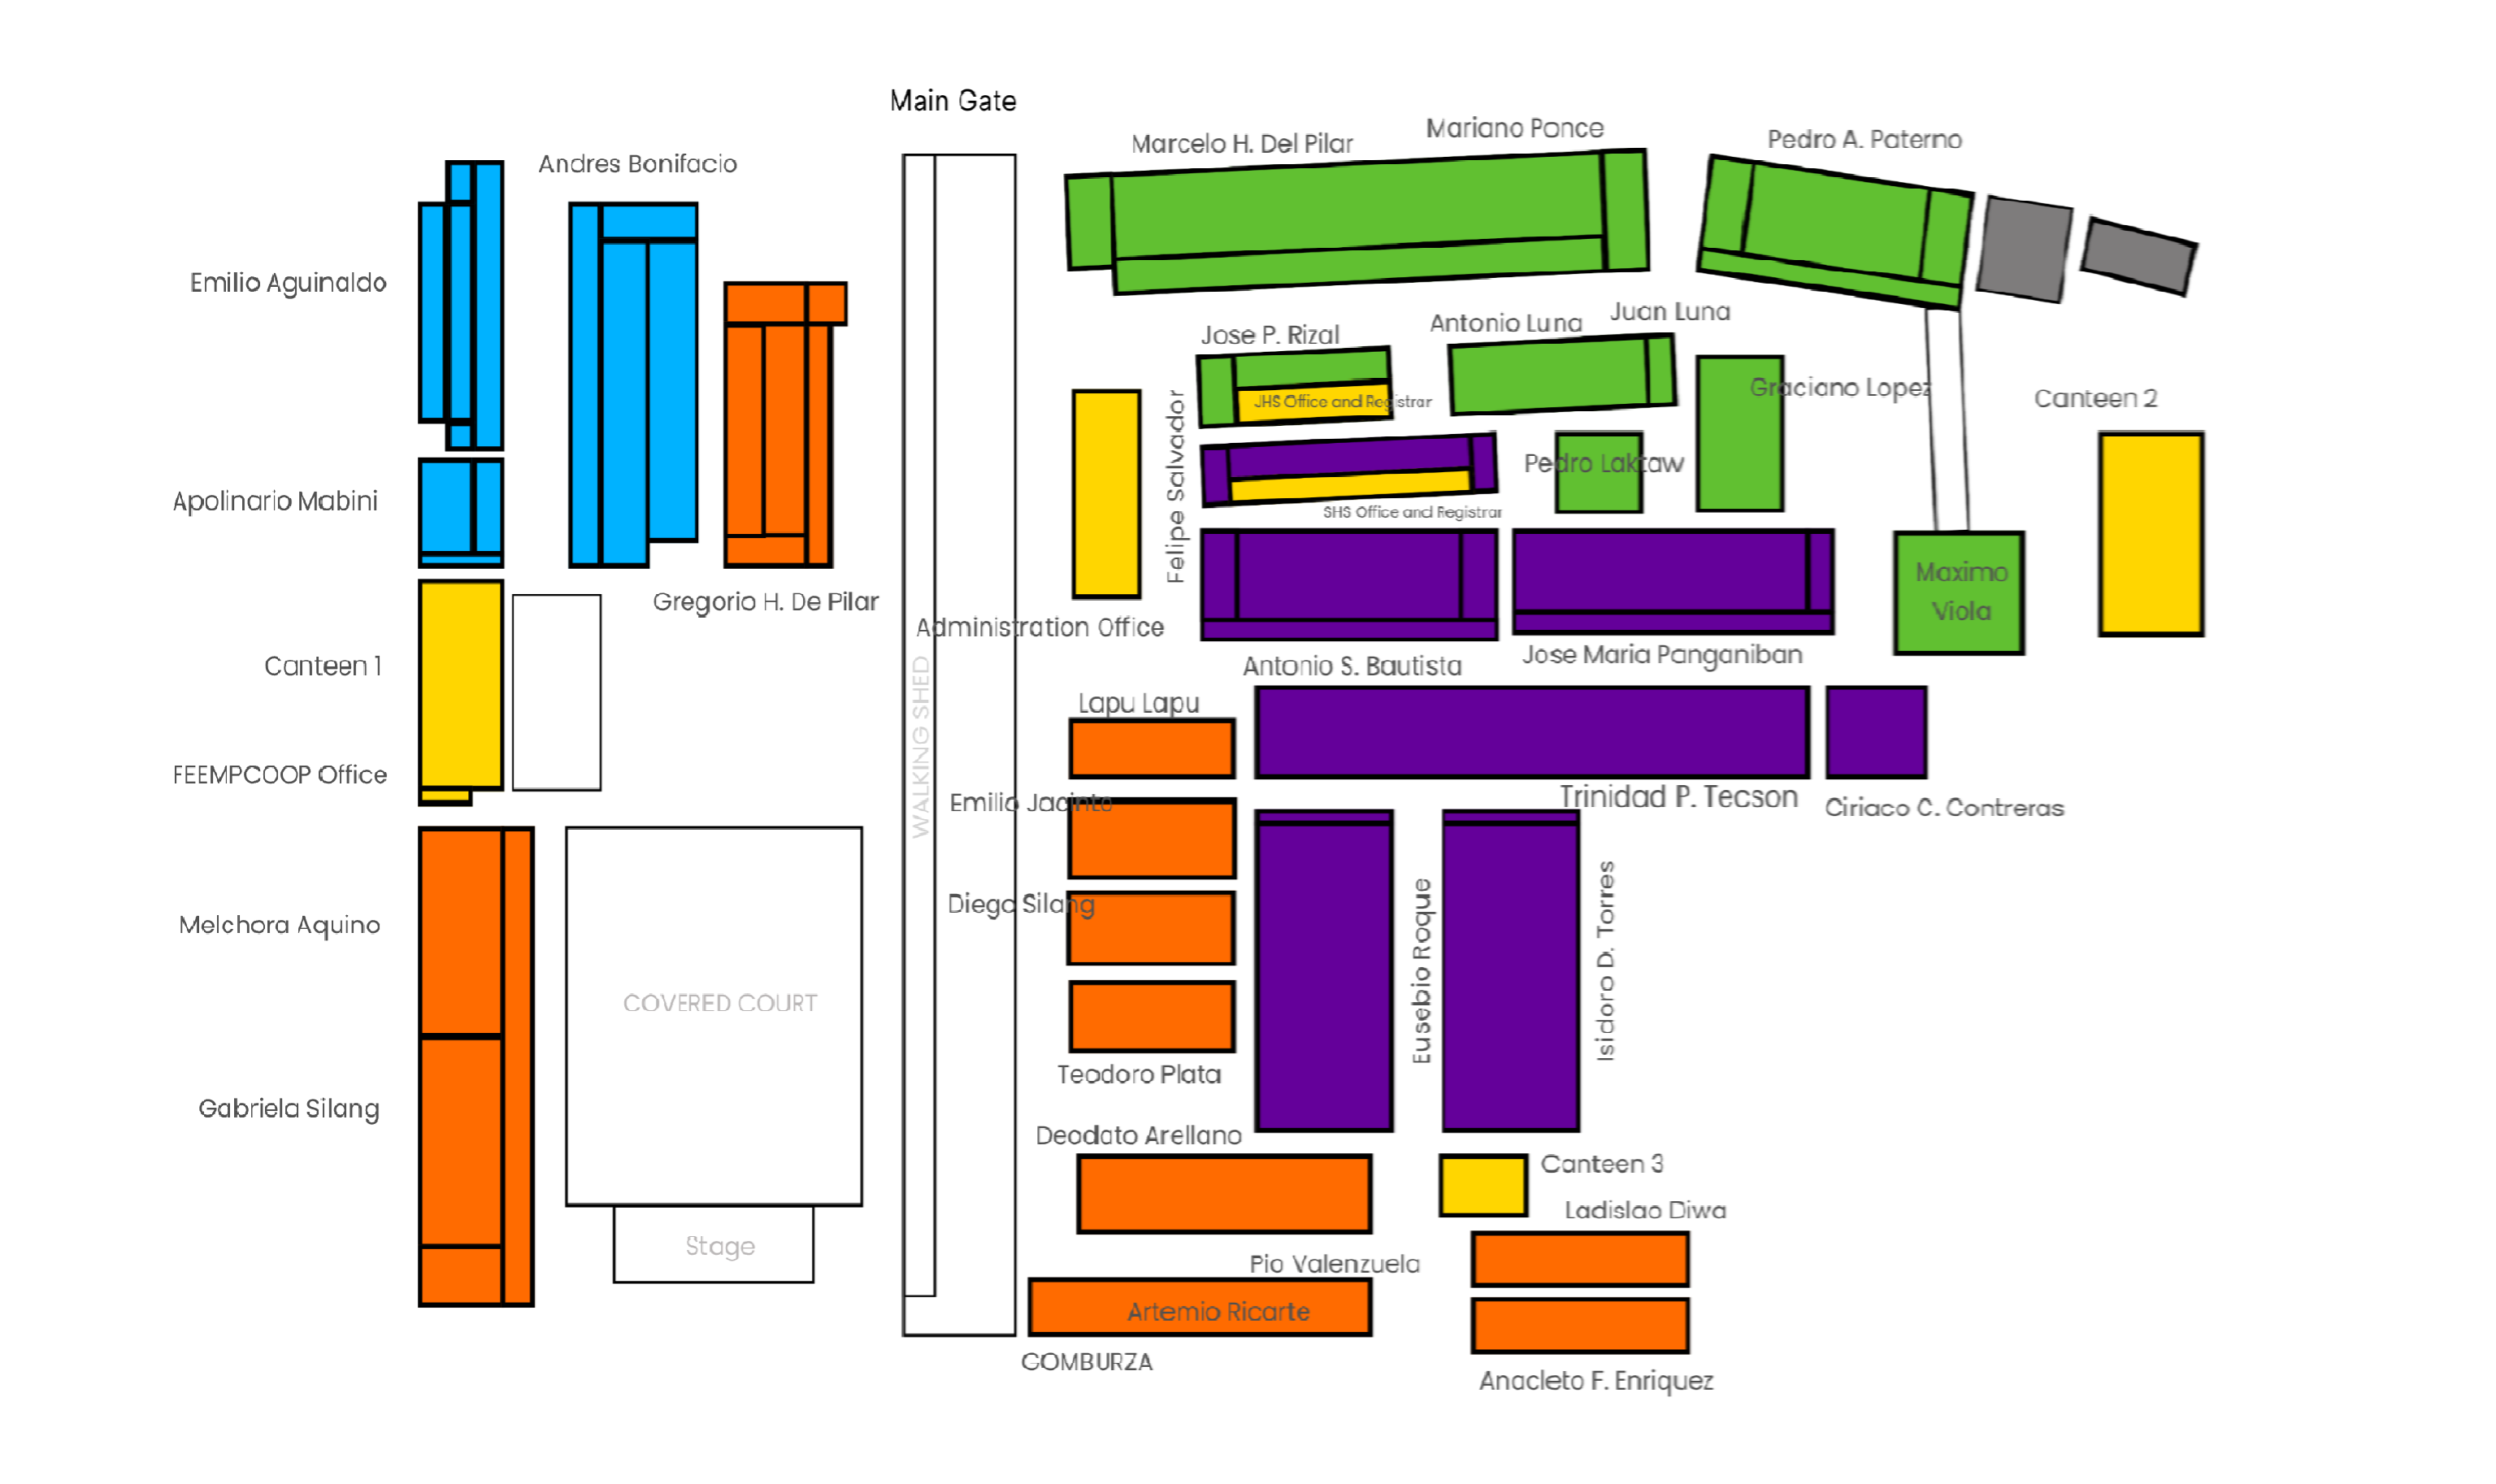 Main Gate
Marcelo H. Del Pilar
Mariano Ponce
Pedro A. Paterno
Andres Bonifacio
Emilio Aguinaldo
Jose P. Rizal
Antonio Luna
Juan Luna
JHS Office and Registrar
Graciano Lopez
Canteen 2
Felipe Salvador
Pedro Laktaw
Apolinario Mabini
SHS Office and Registrar
Gregorio H. De Pilar
Administration Office
Maximo
Viola
Canteen 1
Antonio S. Bautista
Jose Maria Panganiban
WALKING SHED
Lapu Lapu
FEEMPCOOP Office
Emilio Jacinto
Trinidad P. Tecson
Ciriaco C. Contreras
Melchora Aquino
Diego Silang
Eusebio Roque
Isidoro D. Torres
COVERED COURT
Teodoro Plata
Gabriela Silang
Deodato Arellano
Canteen 3
Ladislao Diwa
Stage
Pio Valenzuela
Artemio Ricarte
GOMBURZA
Anacleto F. Enriquez